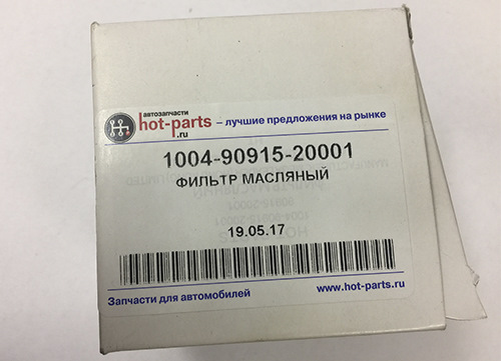 автозапчасти
hot-parts
.ru
– лучшие предложения на рынке
1004-90915-20001
ФИЛЬТР МАСЛЯНЫЙ
19.05.17
Запчасти для автомобилей
www.hot-parts.ru